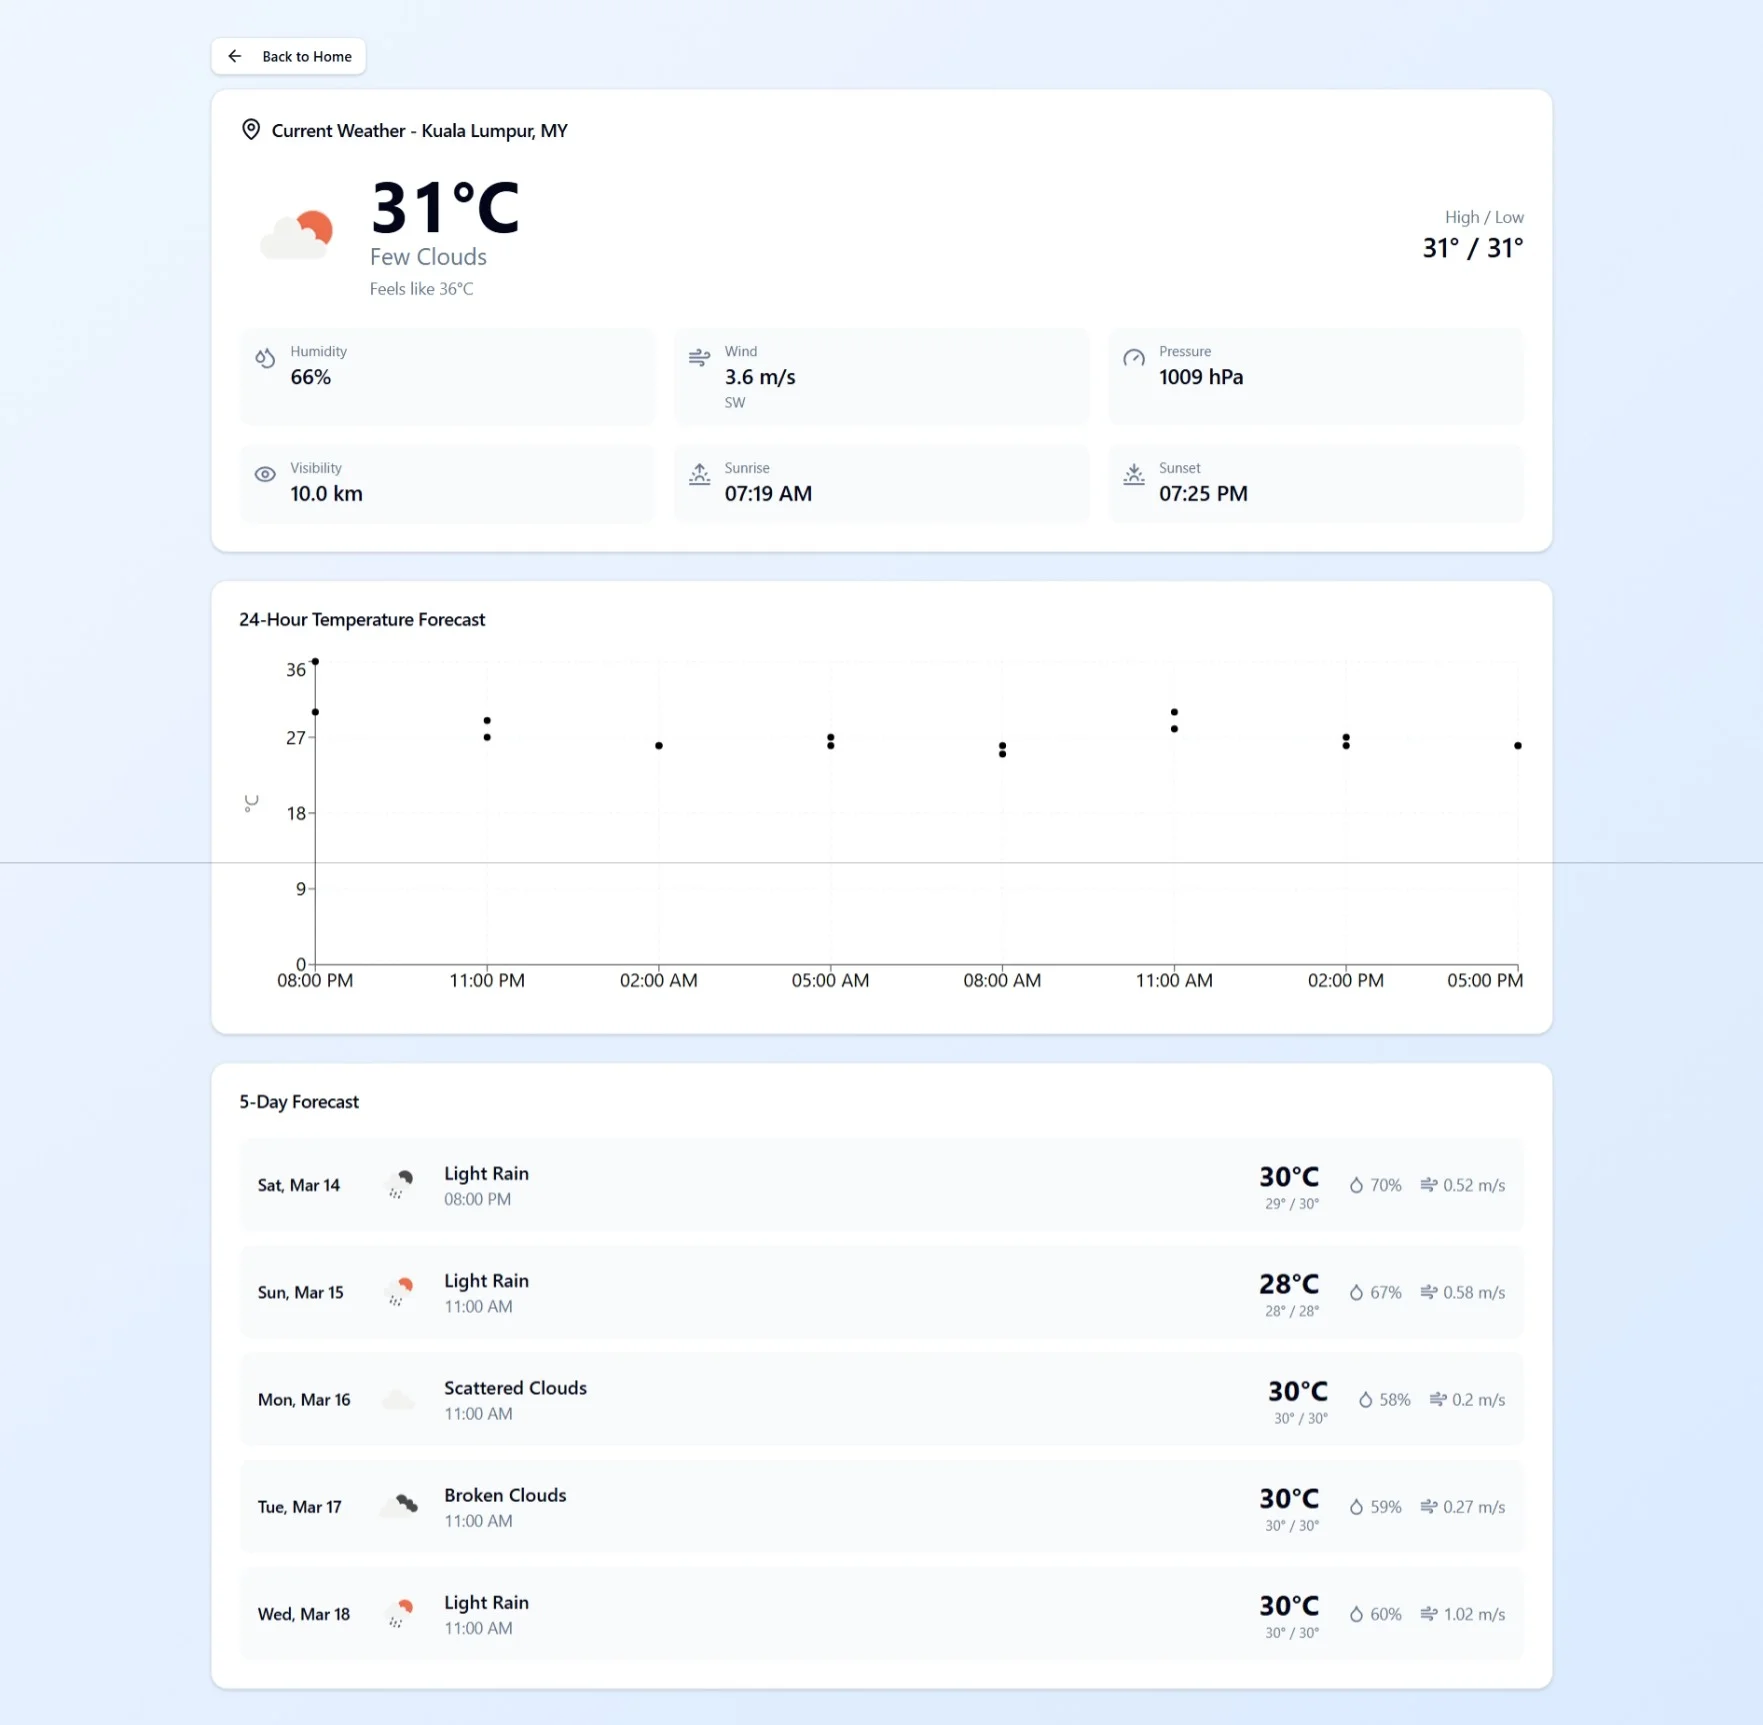 Back to Home
Current Weather - Kuala Lumpur, MY
31°C
Few Clouds
Feels like 36°C
High / Low
31° / 31°
Humidity
66%
Wind
3.6 m/s
SW
Pressure
1009 hPa
Visibility
10.0 km
Sunrise
07:19 AM
Sunset
07:25 PM
24-Hour Temperature Forecast
36
27
18
9
0
°C
08:00 PM 11:00 PM 02:00 AM 05:00 AM 08:00 AM 11:00 AM 02:00 PM 05:00 PM
5-Day Forecast
Sat, Mar 14
Light Rain
08:00 PM
30°C
29° / 30°
70%
0.52 m/s
Sun, Mar 15
Light Rain
11:00 AM
28°C
28° / 28°
67%
0.58 m/s
Mon, Mar 16
Scattered Clouds
11:00 AM
30°C
30° / 30°
58%
0.2 m/s
Tue, Mar 17
Broken Clouds
11:00 AM
30°C
30° / 30°
59%
0.27 m/s
Wed, Mar 18
Light Rain
11:00 AM
30°C
30° / 30°
60%
1.02 m/s